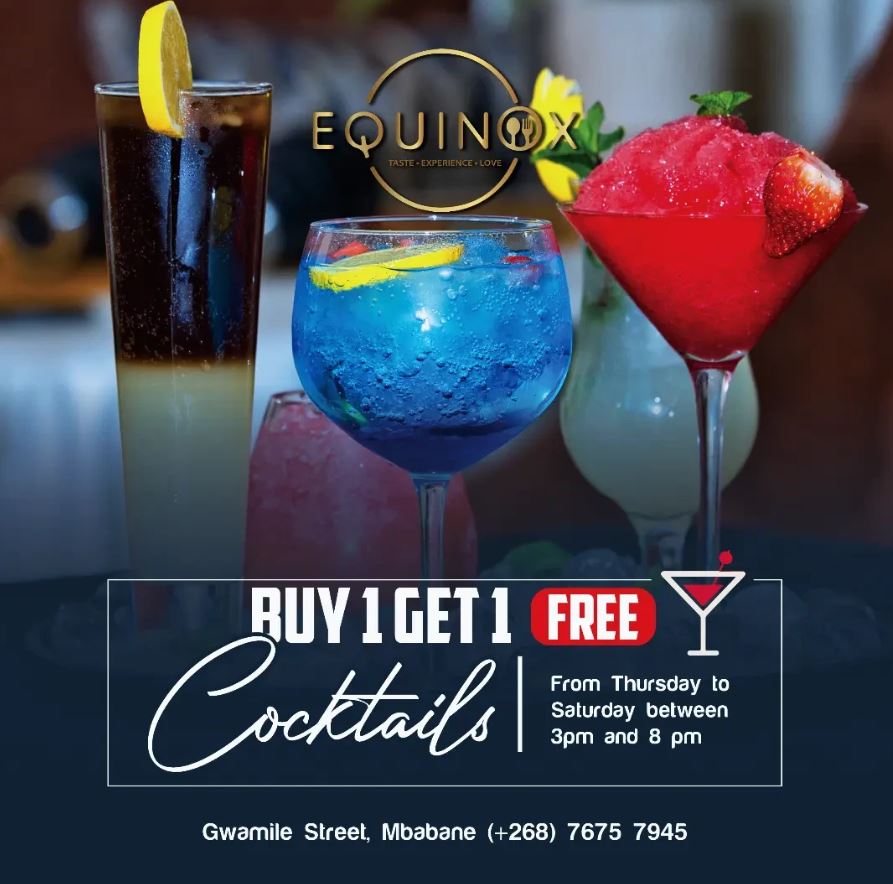 EQUINOX
TASTE • EXPERIENCE • LOVE
BUY 1 GET 1 FREE
Cocktails
From Thursday to
Saturday between
3pm and 8 pm
Gwamile Street, Mbabane (+268) 7675 7945